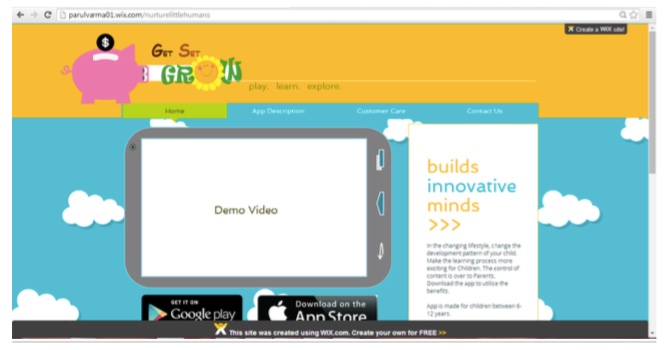 parulvarma01.wix.com/nurturelittlehumans
Create a WiX site!
$
GET SET
GROW
play. learn. explore.
Home App Description Customer Care Contact Us
Demo Video
builds
innovative
minds
>>>
In the changing lifestyle, change the
development pattern of your child.
Make the learning process more
exciting for Children. The control of
content is over to Parents.
Download the app to utilise the
benefits.
App is made for children between 6-
12 years.
GET IT ON
Google play
Download on the
App Store
This site was created using WIX.com. Create your own for FREE >>